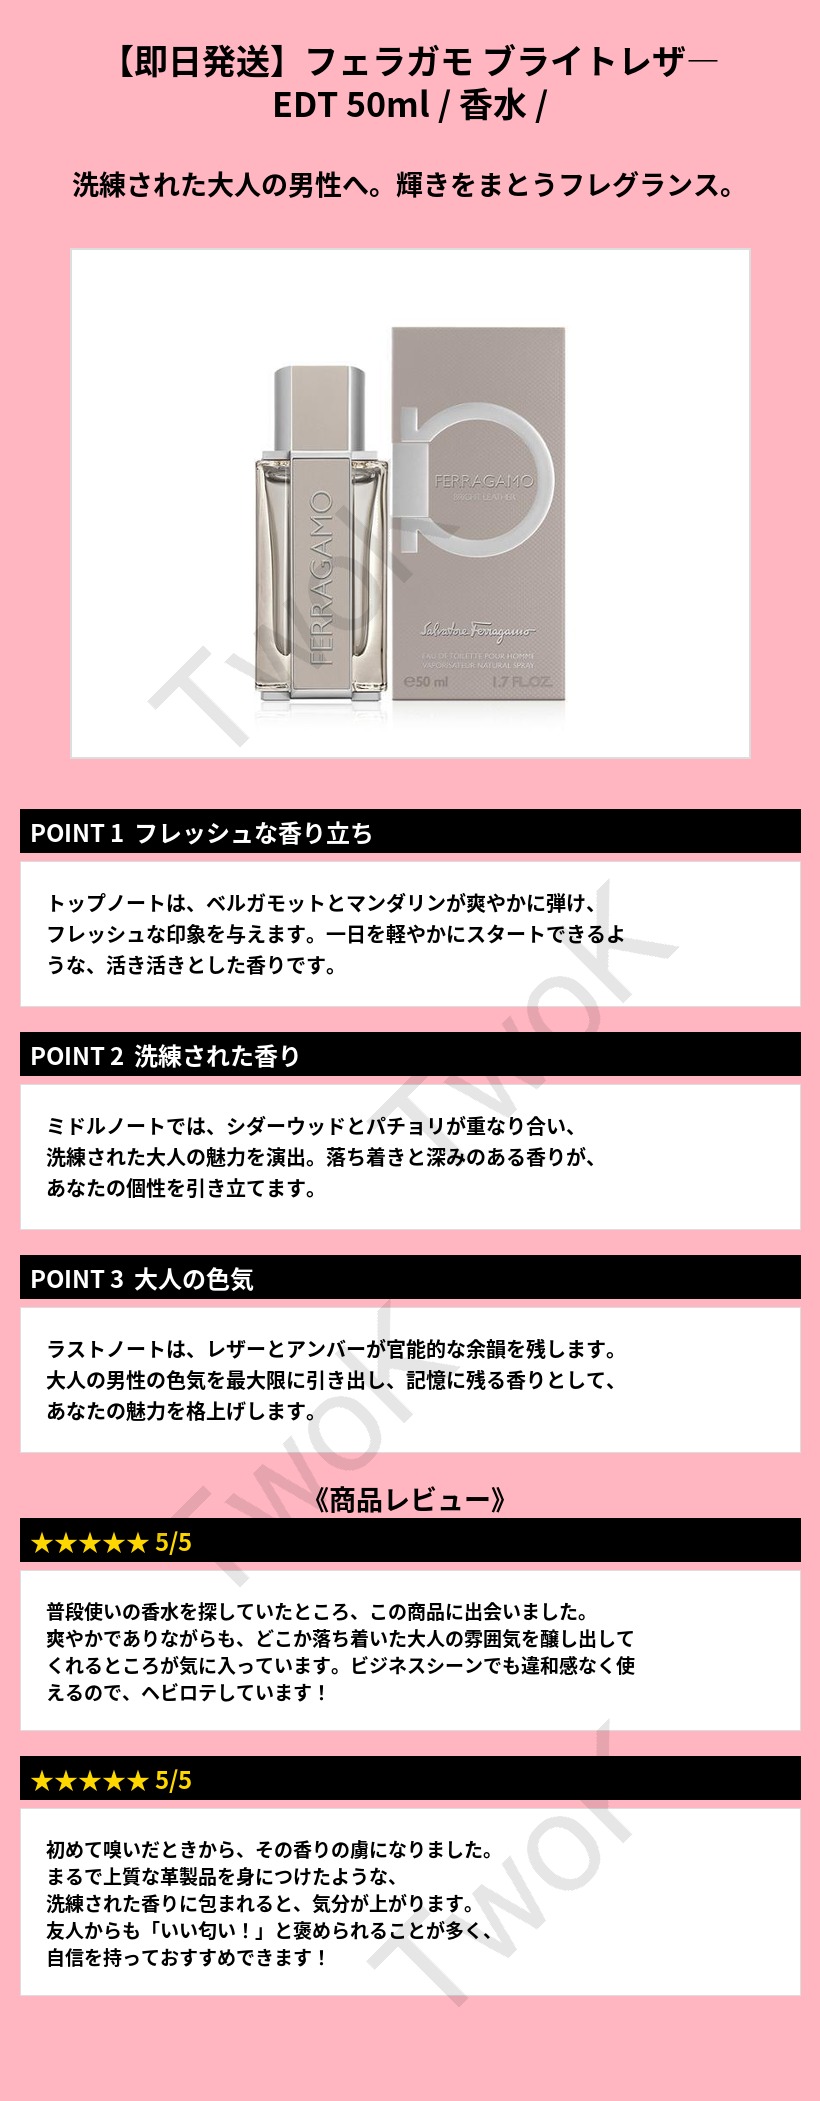 【即日発送】フェラガモ ブライトレザ―
EDT 50ml / 香水 /
洗練された大人の男性へ。輝きをまとうフレグランス。
FERRAGAMO
FERRAGAMO
BRIGHT LEATHER
Salvatore Ferragamo
EAU DE TOILETTE POUR HOMME
VAPORISATEUR NATURAL SPRAY
℮50 ml 1.7 FL.OZ.
TwoK
POINT 1 フレッシュな香り立ち
トップノートは、ベルガモットとマンダリンが爽やかに弾け、
フレッシュな印象を与えます。一日を軽やかにスタートできるよ
うな、活き活きとした香りです。
TwoK
POINT 2 洗練された香り
ミドルノートでは、シダーウッドとパチョリが重なり合い、
洗練された大人の魅力を演出。落ち着きと深みのある香りが、
あなたの個性を引き立てます。
POINT 3 大人の色気
ラストノートは、レザーとアンバーが官能的な余韻を残します。
大人の男性の色気を最大限に引き出し、記憶に残る香りとして、
あなたの魅力を格上げします。
TwoK
《商品レビュー》
★★★★★ 5/5
普段使いの香水を探していたところ、この商品に出会いました。
爽やかでありながらも、どこか落ち着いた大人の雰囲気を醸し出して
くれるところが気に入っています。ビジネスシーンでも違和感なく使
えるので、ヘビロテしています！
★★★★★ 5/5
初めて嗅いだときから、その香りの虜になりました。
まるで上質な革製品を身につけたような、
洗練された香りに包まれると、気分が上がります。
友人からも「いい匂い！」と褒められることが多く、
自信を持っておすすめできます！
TwoK